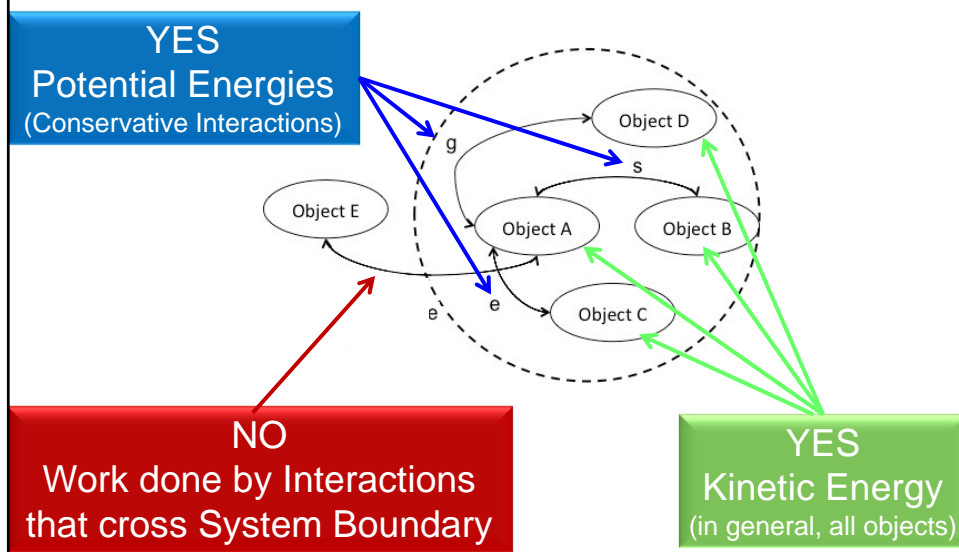 YES
Potential Energies
(Conservative Interactions)
Object D
g
s
Object E
Object A
Object B
e
e
Object C
NO
Work done by Interactions
that cross System Boundary
YES
Kinetic Energy
(in general, all objects)